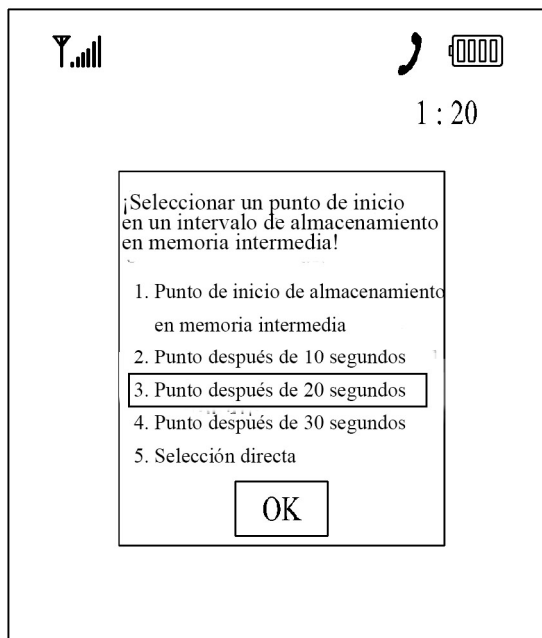 1 : 20
¡Seleccionar un punto de inicio
en un intervalo de almacenamiento
en memoria intermedia!
1. Punto de inicio de almacenamiento
en memoria intermedia
2. Punto después de 10 segundos
3. Punto después de 20 segundos
4. Punto después de 30 segundos
5. Selección directa
OK